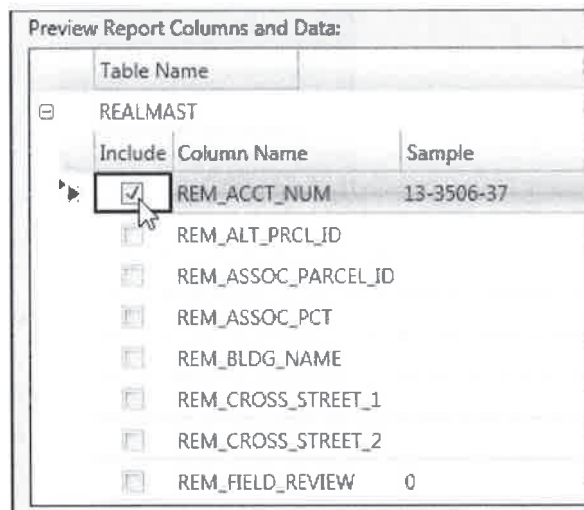 Preview Report Columns and Data:
Table Name
REALMAST
Include Column Name Sample
REM_ACCT_NUM 13-3506-37
REM_ALT_PRCL_ID
REM_ASSOC_PARCEL_ID
REM_ASSOC_PCT
REM_BLDG_NAME
REM_CROSS_STREET_1
REM_CROSS_STREET_2
REM_FIELD_REVIEW 0